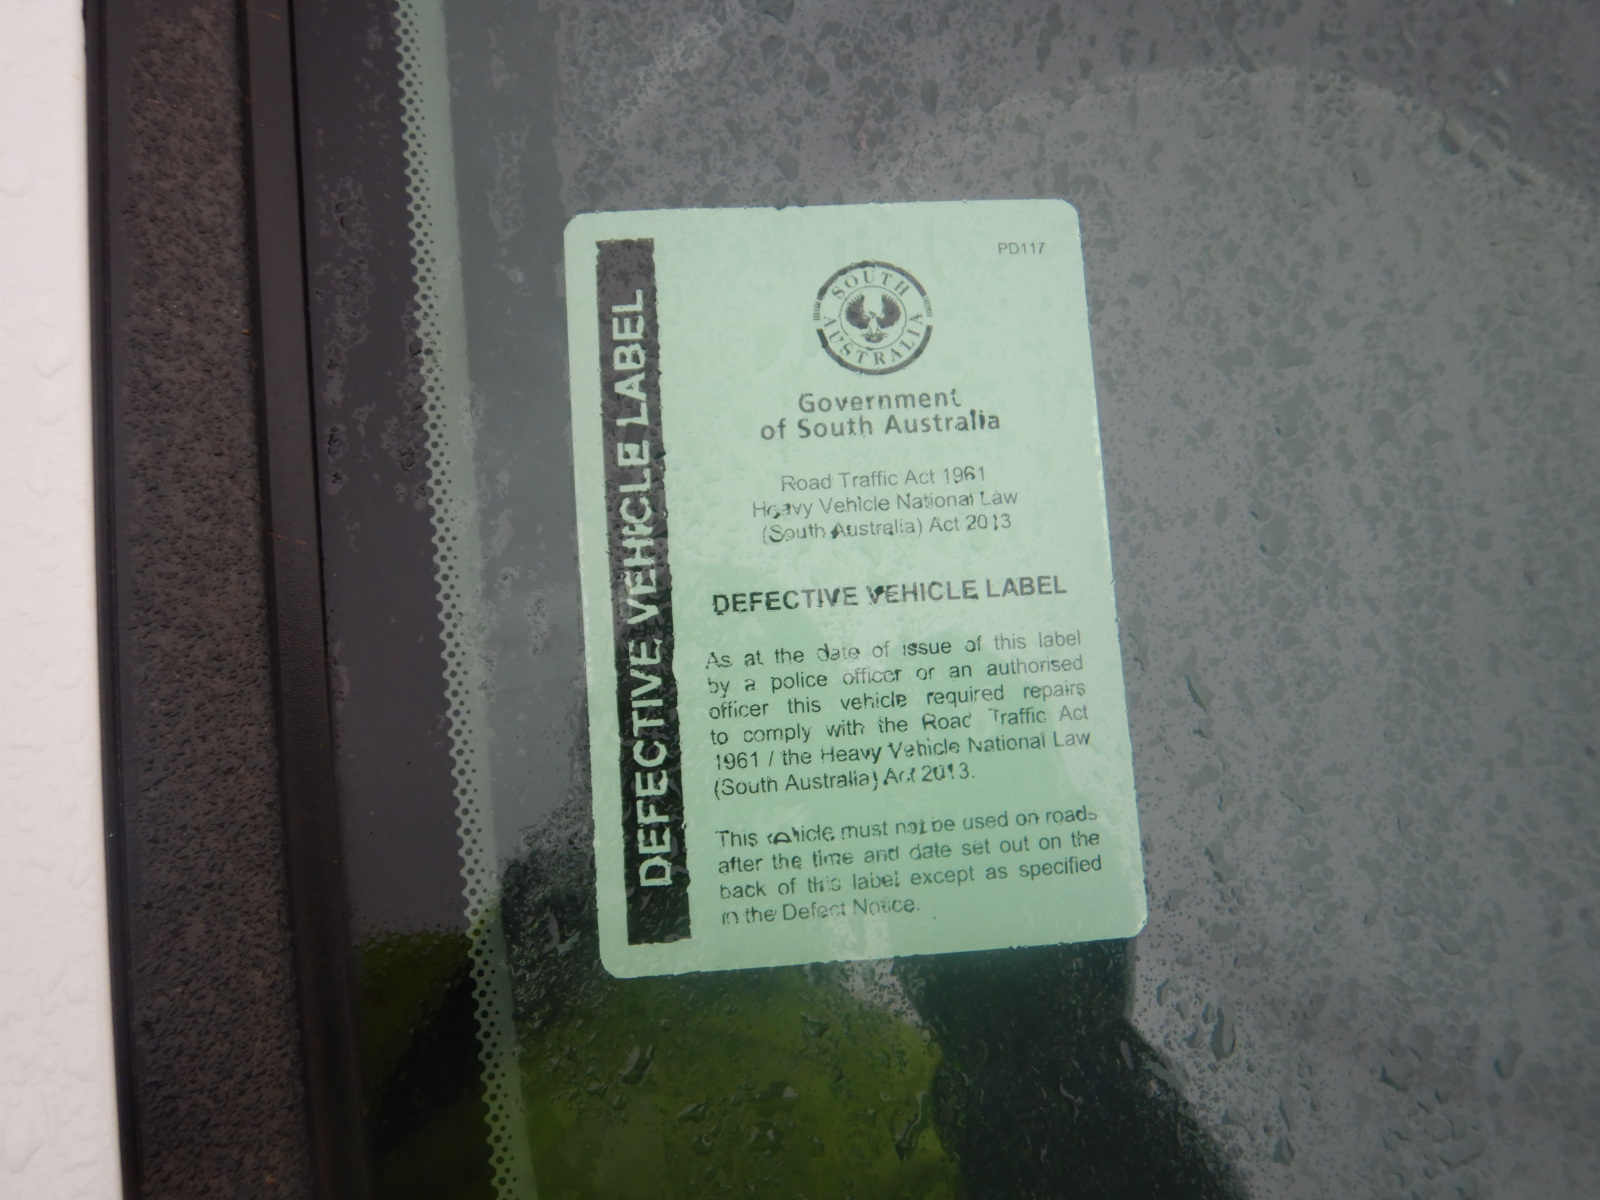 DEFECTIVE VEHICLE LABEL
PD117
SOUTH AUSTRALIA
Government
of South Australia
Road Traffic Act 1961
Heavy Vehicle National Law
(South Australia) Act 2013
DEFECTIVE VEHICLE LABEL
As at the date of issue of this label
by a police officer or an authorised
officer this vehicle required repairs
to comply with the Road Traffic Act
1961 / the Heavy Vehicle National Law
(South Australia) Act 2013.
This vehicle must not be used on roads
after the time and date set out on the
back of this label except as specified
in the Defect Notice.